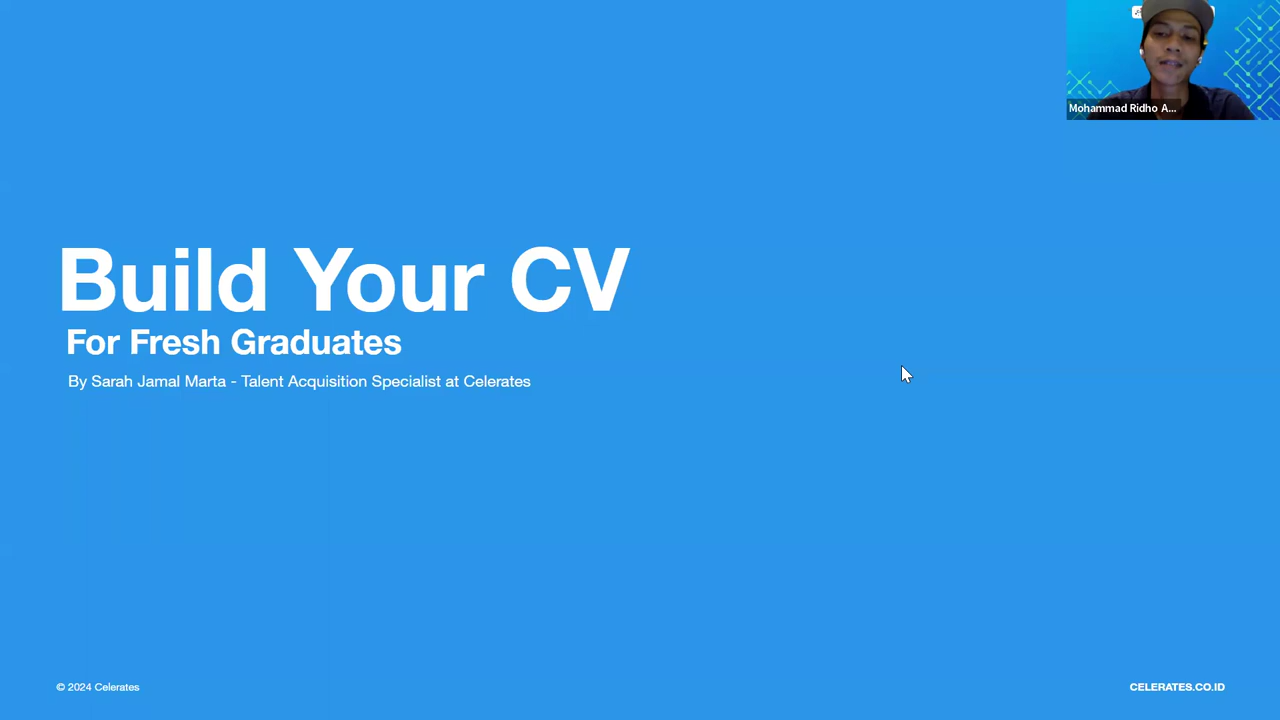 Mohammad Ridho A...
Build Your CV
For Fresh Graduates
By Sarah Jamal Marta - Talent Acquisition Specialist at Celerates
© 2024 Celerates
CELERATES.CO.ID